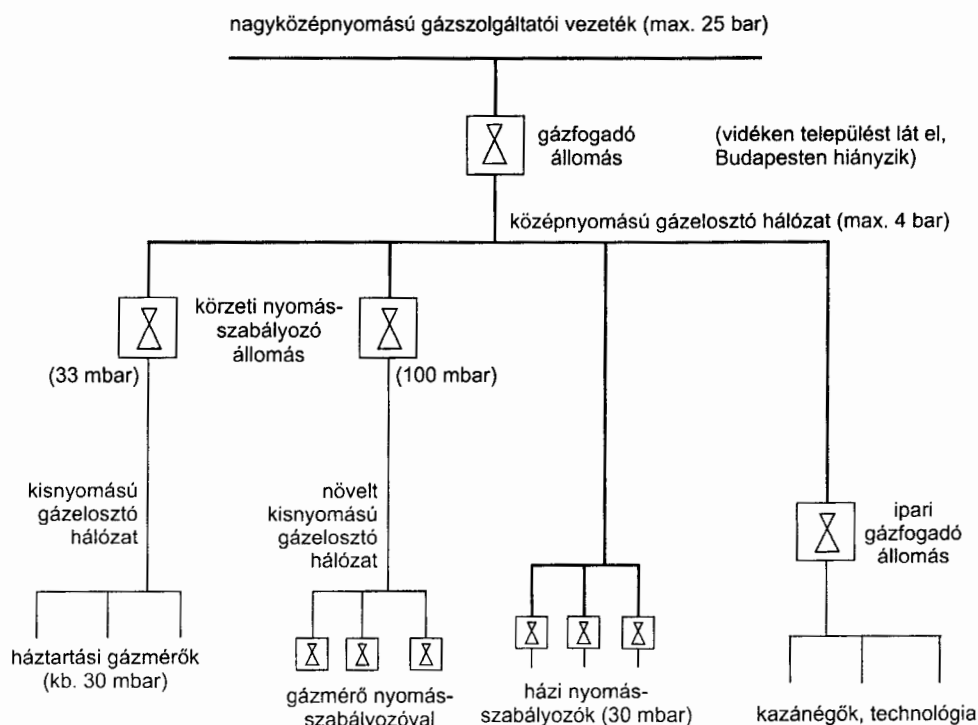 nagyközépnyomású gázszolgáltatói vezeték (max. 25 bar)
gázfogadó
állomás
(vidéken települést lát el,
Budapesten hiányzik)
középnyomású gázelosztó hálózat (max. 4 bar)
körzeti nyomás-
szabályozó
állomás
(33 mbar)
(100 mbar)
kisnyomású
gázelosztó
hálózat
növelt
kisnyomású
gázelosztó
hálózat
ipari
gázfogadó
állomás
háztartási gázmérők
(kb. 30 mbar)
gázmérő nyomás-
szabályozóval
házi nyomás-
szabályozók (30 mbar)
kazánégők, technológia